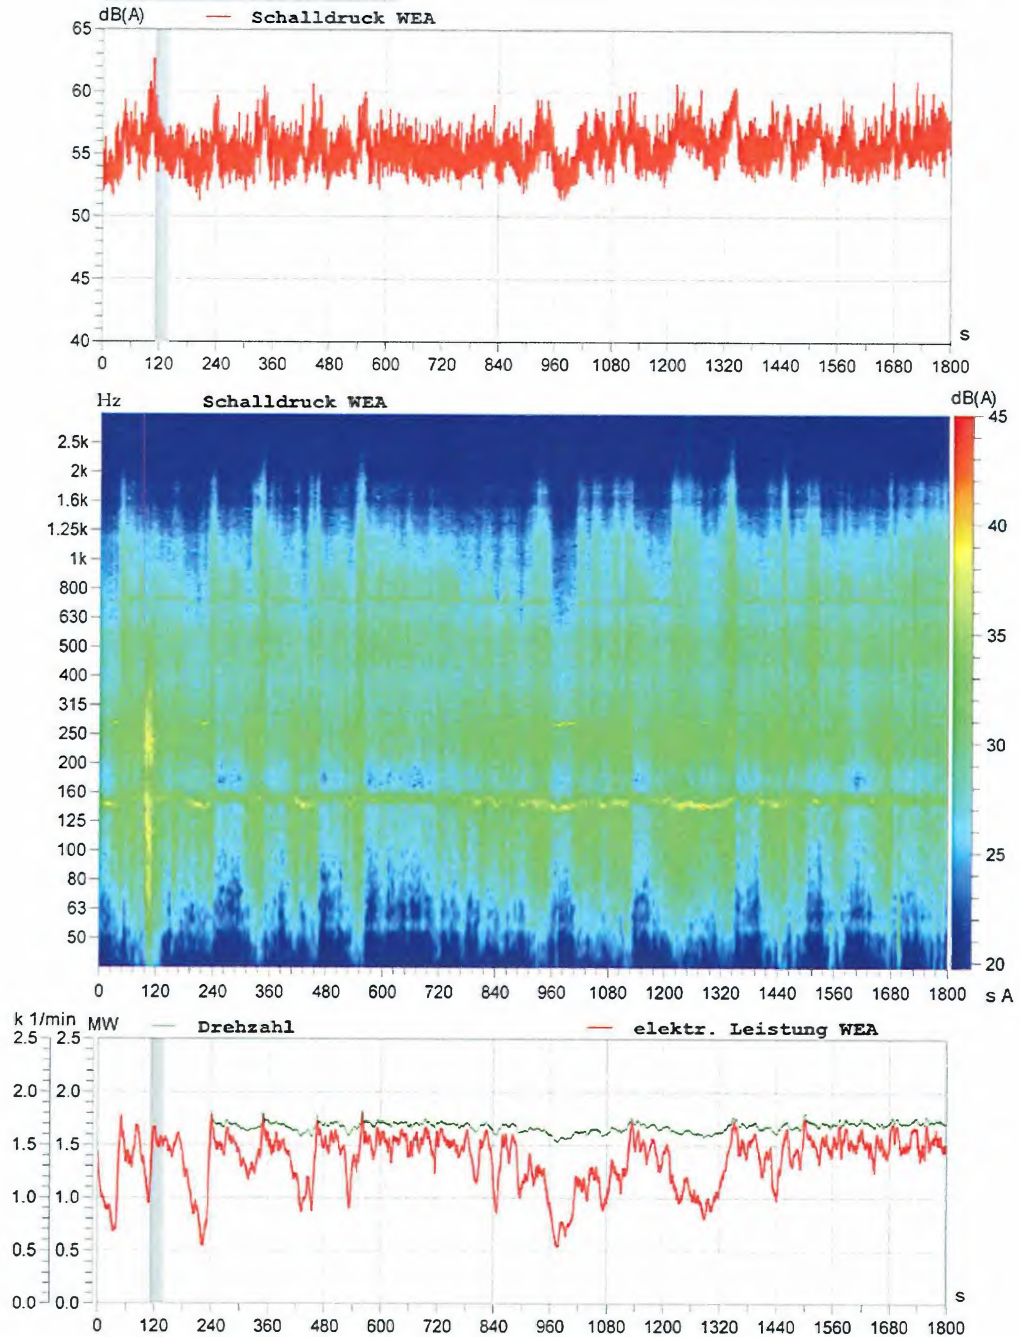 dB(A) Schalldruck WEA
65
60
55
50
45
40
0 120 240 360 480 600 720 840 960 1080 1200 1320 1440 1560 1680 1800 s
Hz Schalldruck WEA dB(A)
2.5k
2k
1.6k
1.25k
1k
800
630
500
400
315
250
200
160
125
100
80
63
50
45
40
35
30
25
20
0 120 240 360 480 600 720 840 960 1080 1200 1320 1440 1560 1680 1800 s A
k 1/min MW Drehzahl elektr. Leistung WEA
2.5 2.5
2.0 2.0
1.5 1.5
1.0 1.0
0.5 0.5
0.0 0.0 s
0 120 240 360 480 600 720 840 960 1080 1200 1320 1440 1560 1680 1800